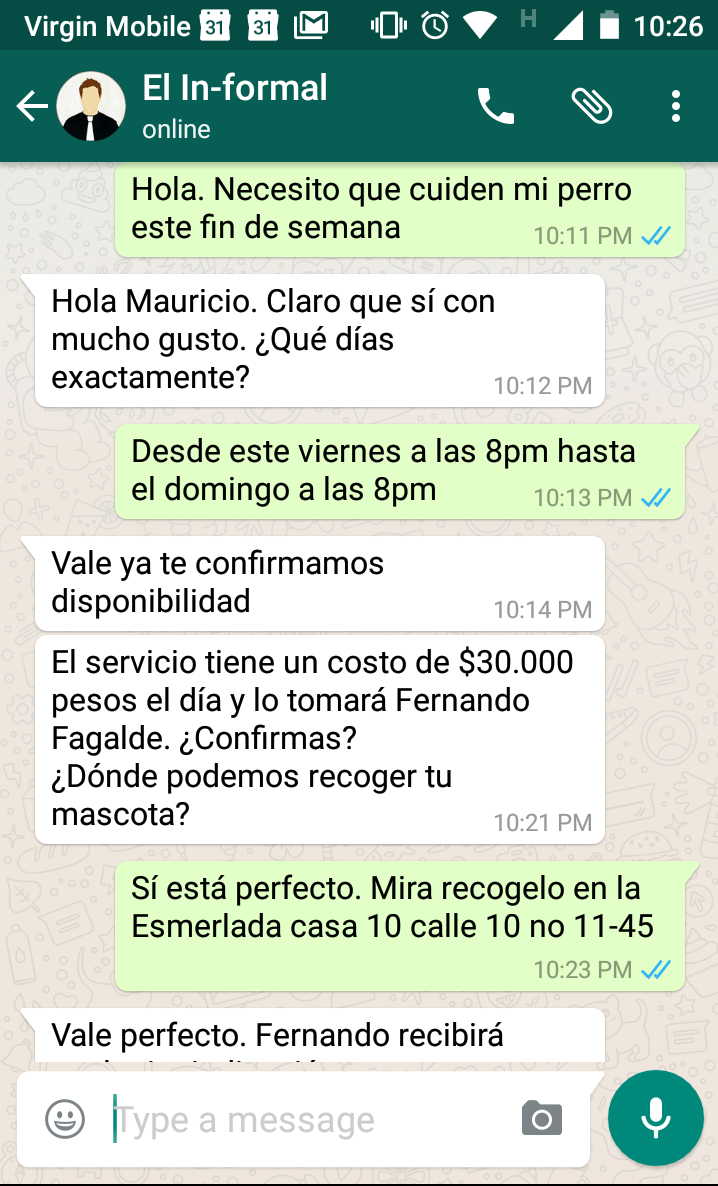 Virgin Mobile 31 31 H 10:26
El In-formal
online
Hola. Necesito que cuiden mi perro
este fin de semana 10:11 PM
Hola Mauricio. Claro que sí con
mucho gusto. ¿Qué días
exactamente? 10:12 PM
Desde este viernes a las 8pm hasta
el domingo a las 8pm 10:13 PM
Vale ya te confirmamos
disponibilidad 10:14 PM
El servicio tiene un costo de $30.000
pesos el día y lo tomará Fernando
Fagalde. ¿Confirmas?
¿Dónde podemos recoger tu
mascota? 10:21 PM
Sí está perfecto. Mira recogelo en la
Esmerlada casa 10 calle 10 no 11-45
10:23 PM
Vale perfecto. Fernando recibirá
Type a message